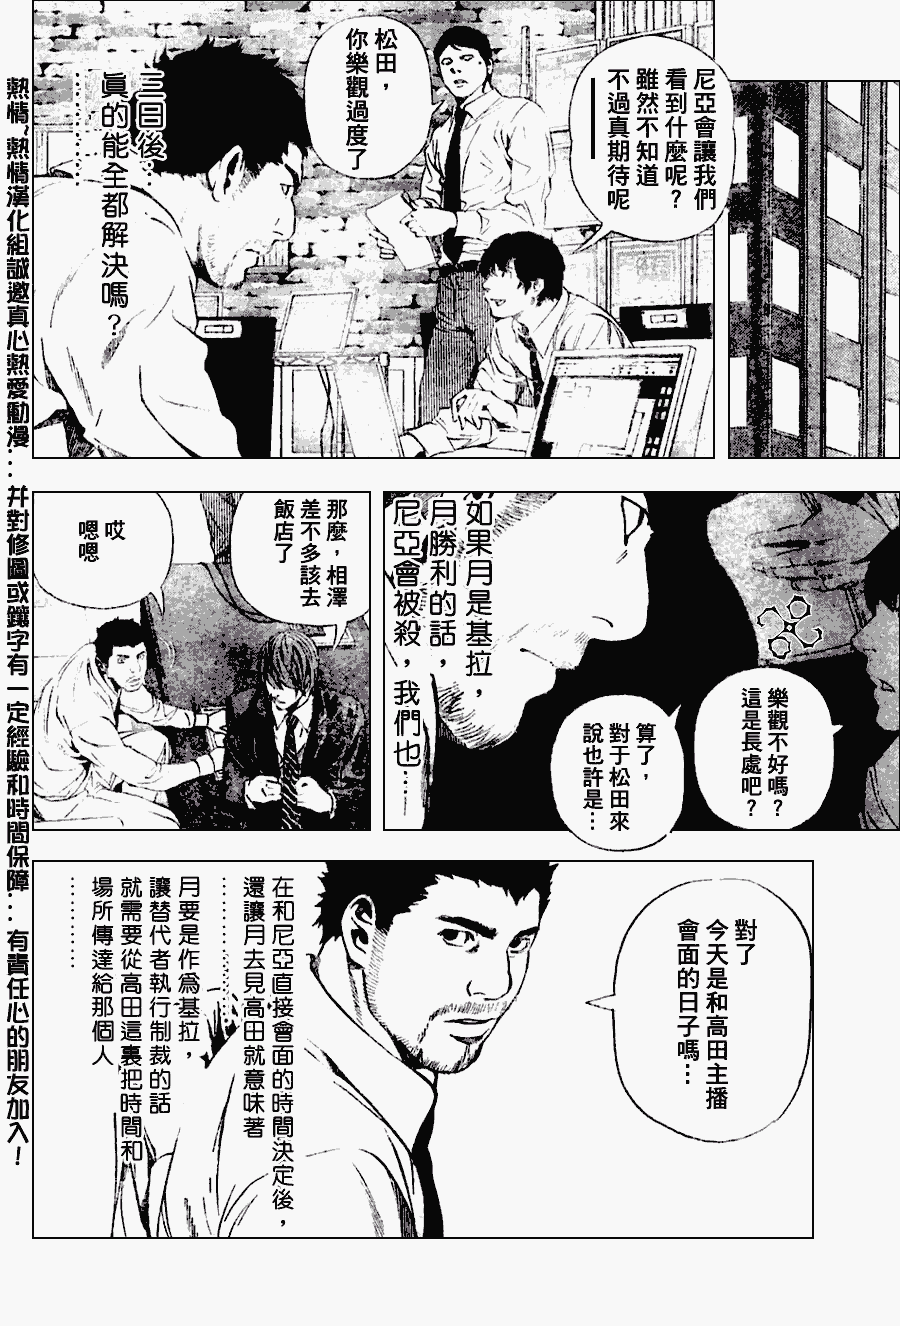 尼亞會讓我們
看到什麼呢？
雖然不知道
不過真期待呢
松田，
你樂觀過度了
三日後…
真的能全都解決嗎？
…………
樂觀不好嗎？
這是長處吧？
算了，
對于松田來
說也許是…
如果月是基拉，
月勝利的話，
尼亞會被殺，我們也…
那麼，相澤
差不多該去
飯店了
哎
嗯嗯
對了
今天是和高田主播
會面的日子嗎…
在和尼亞直接會面的時間決定後，
還讓月去見高田就意味著
…………
月要是作爲基拉，
讓替代者執行制裁的話
就需要從高田這裏把時間和
場所傳達給那個人
…………
熱情~熱情漢化組誠邀真心熱愛動漫…并對修圖或鑲字有一定經驗和時間保障…有責任心的朋友加入！